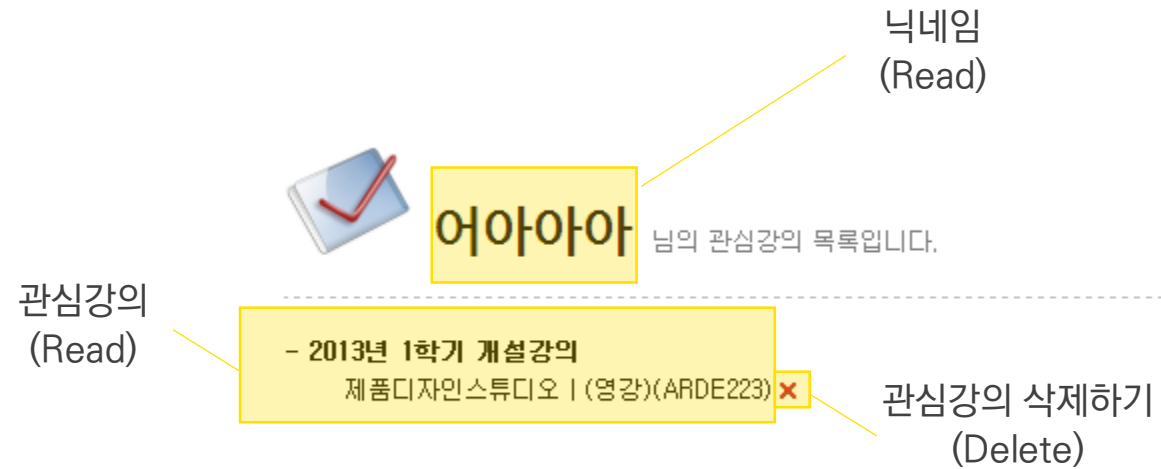 닉네임
(Read)
어아아아 님의 관심강의 목록입니다.
관심강의
(Read)
- 2013년 1학기 개설강의
제품디자인스튜디오 I (영강)(ARDE223)
관심강의 삭제하기
(Delete)